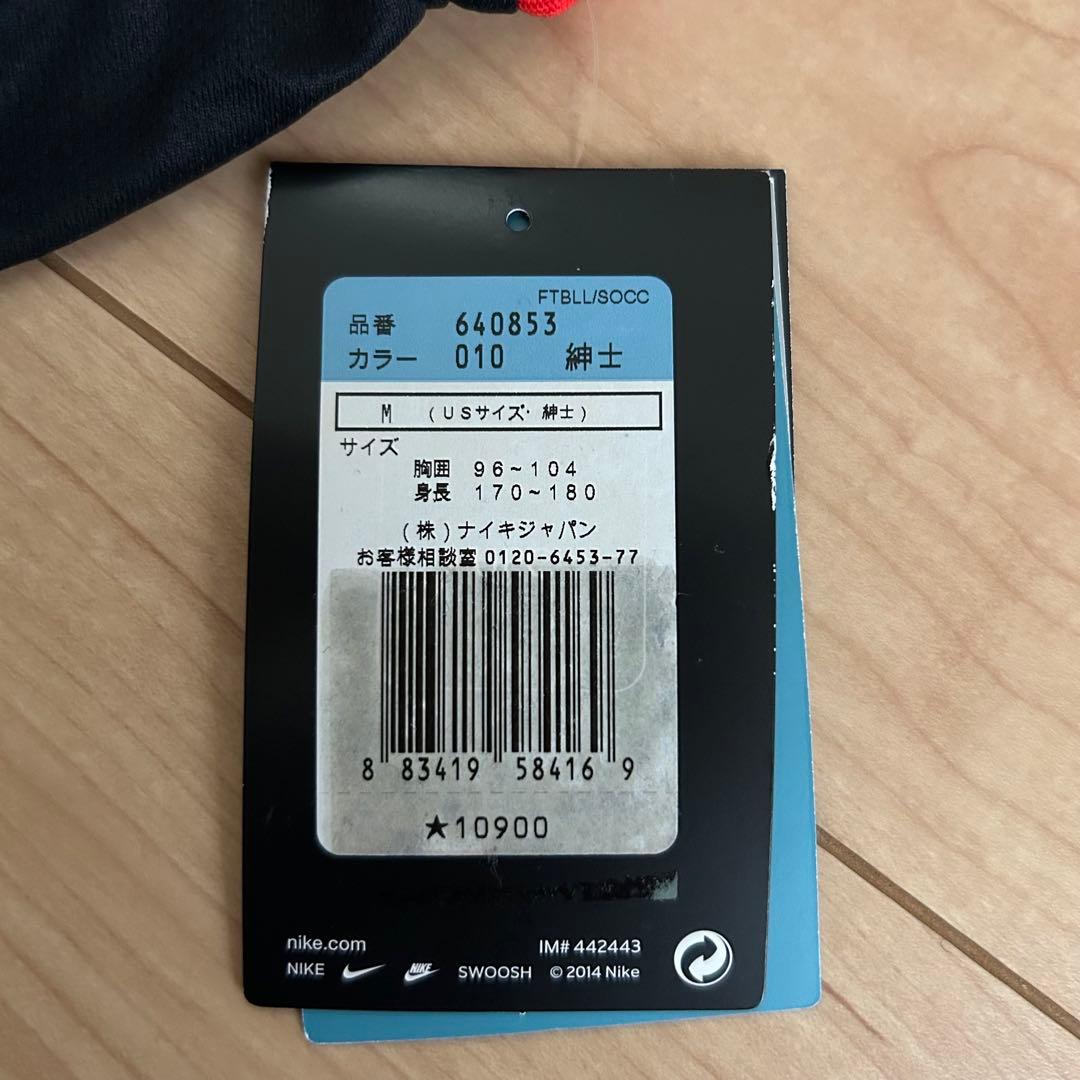 FTBLL/SOCC
品番 640853
カラー 010 紳士
M (USサイズ・紳士)
サイズ
胸囲 96~104
身長 170~180
(株)ナイキジャパン
お客様相談室 0120-6453-77
8 83419 58416 9
★10900
nike.com IM# 442443
NIKE NIKE SWOOSH © 2014 Nike